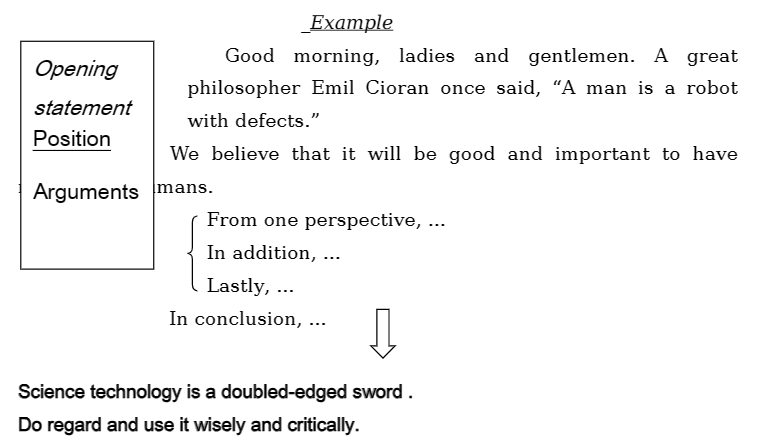 Example
Opening
statement
Position
Arguments
Good morning, ladies and gentlemen. A great
philosopher Emil Cioran once said, “A man is a robot
with defects.”
We believe that it will be good and important to have
mans.
From one perspective, ...
In addition, ...
Lastly, ...
In conclusion, ...
Science technology is a doubled-edged sword .
Do regard and use it wisely and critically.